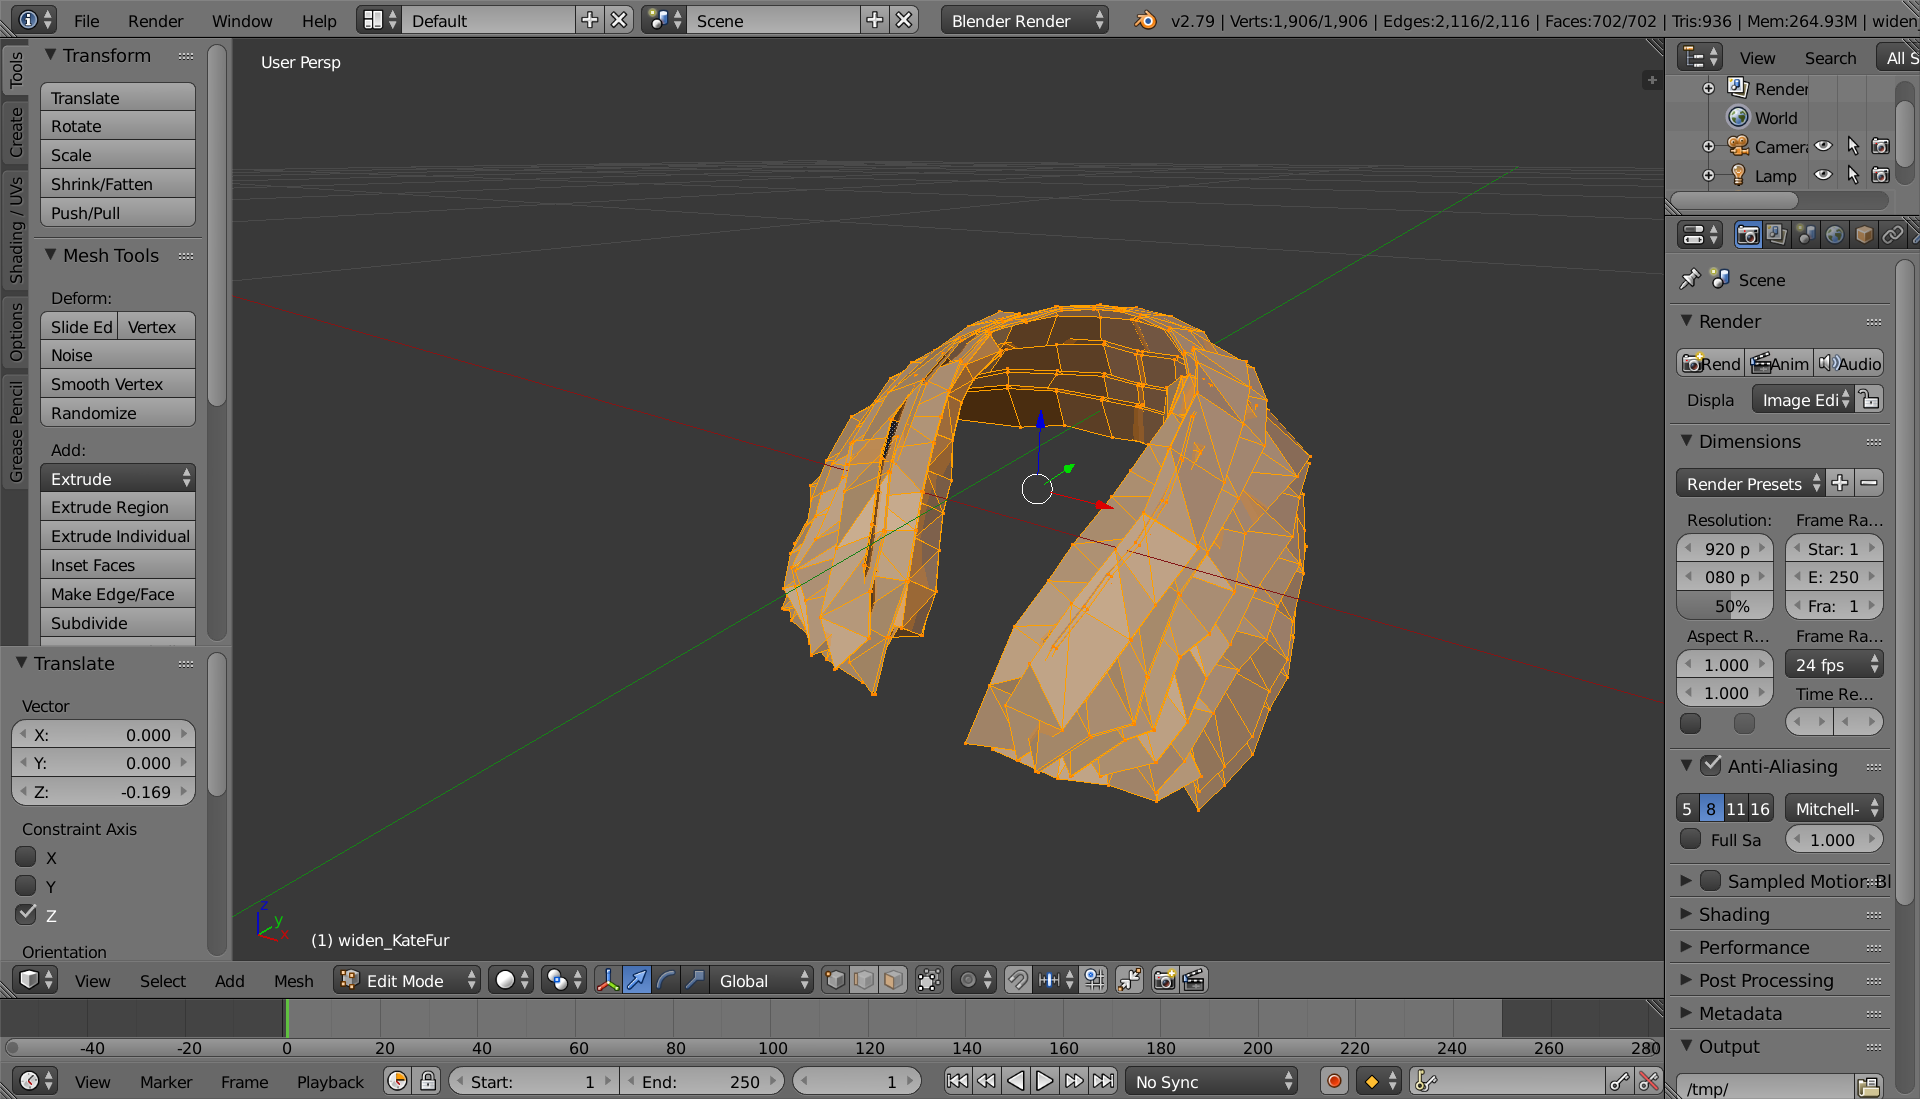 File Render Window Help Default Scene Blender Render v2.79 | Verts:1,906/1,906 | Edges:2,116/2,116 | Faces:702/702 | Tris:936 | Mem:264.93M | widen_
Tools
Create
Shading / UVs
Options
Grease Pencil
Transform
Translate
Rotate
Scale
Shrink/Fatten
Push/Pull
Mesh Tools
Deform:
Slide Ed Vertex
Noise
Smooth Vertex
Randomize
Add:
Extrude
Extrude Region
Extrude Individual
Inset Faces
Make Edge/Face
Subdivide
Translate
Vector
X: 0.000
Y: 0.000
Z: -0.169
Constraint Axis
X
Y
Z
Orientation
User Persp
z
y
x
(1) widen_KateFur
View Select Add Mesh Edit Mode Global
-40 -20 0 20 40 60 80 100 120 140 160 180 200 220 240 260 280
View Marker Frame Playback Start: 1 End: 250 1 No Sync
View Search All S
Render
World
Camera
Lamp
Scene
Render
Rend Anim Audio
Displa Image Edi
Dimensions
Render Presets
Resolution: Frame Ra...
920 p Star: 1
080 p E: 250
50% Fra: 1
Aspect R... Frame Ra...
1.000 24 fps
1.000 Time Re...
Anti-Aliasing
5 8 11 16 Mitchell-
Full Sa 1.000
Sampled Motion Bl
Shading
Performance
Post Processing
Metadata
Output
/tmp/